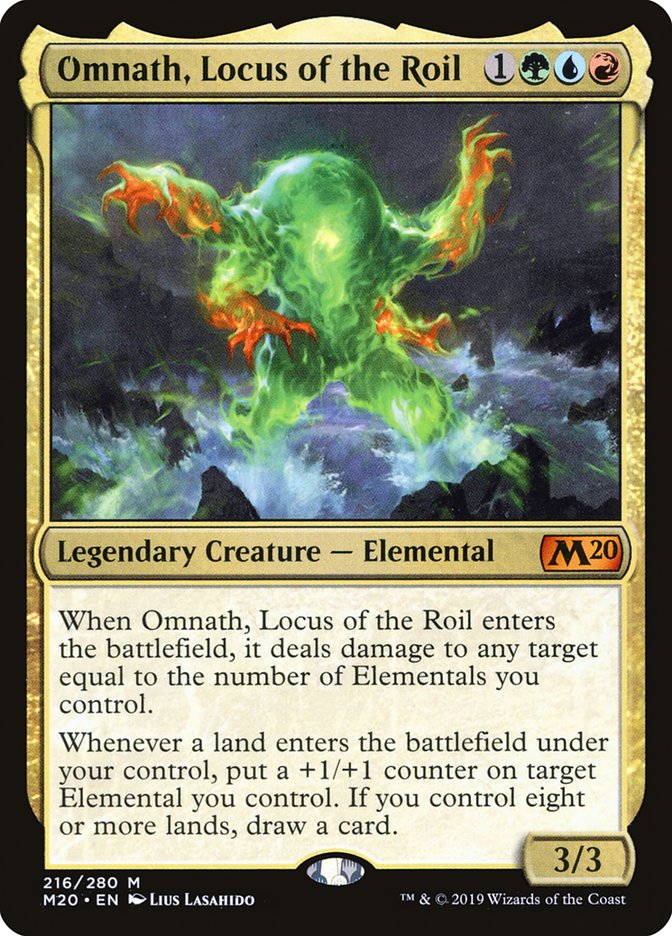 Omnath, Locus of the Roil 1
Legendary Creature — Elemental M20
When Omnath, Locus of the Roil enters
the battlefield, it deals damage to any target
equal to the number of Elementals you
control.
Whenever a land enters the battlefield under
your control, put a +1/+1 counter on target
Elemental you control. If you control eight
or more lands, draw a card.
3/3
216/280 M
M20 • EN Lius Lasahido
™ & © 2019 Wizards of the Coast